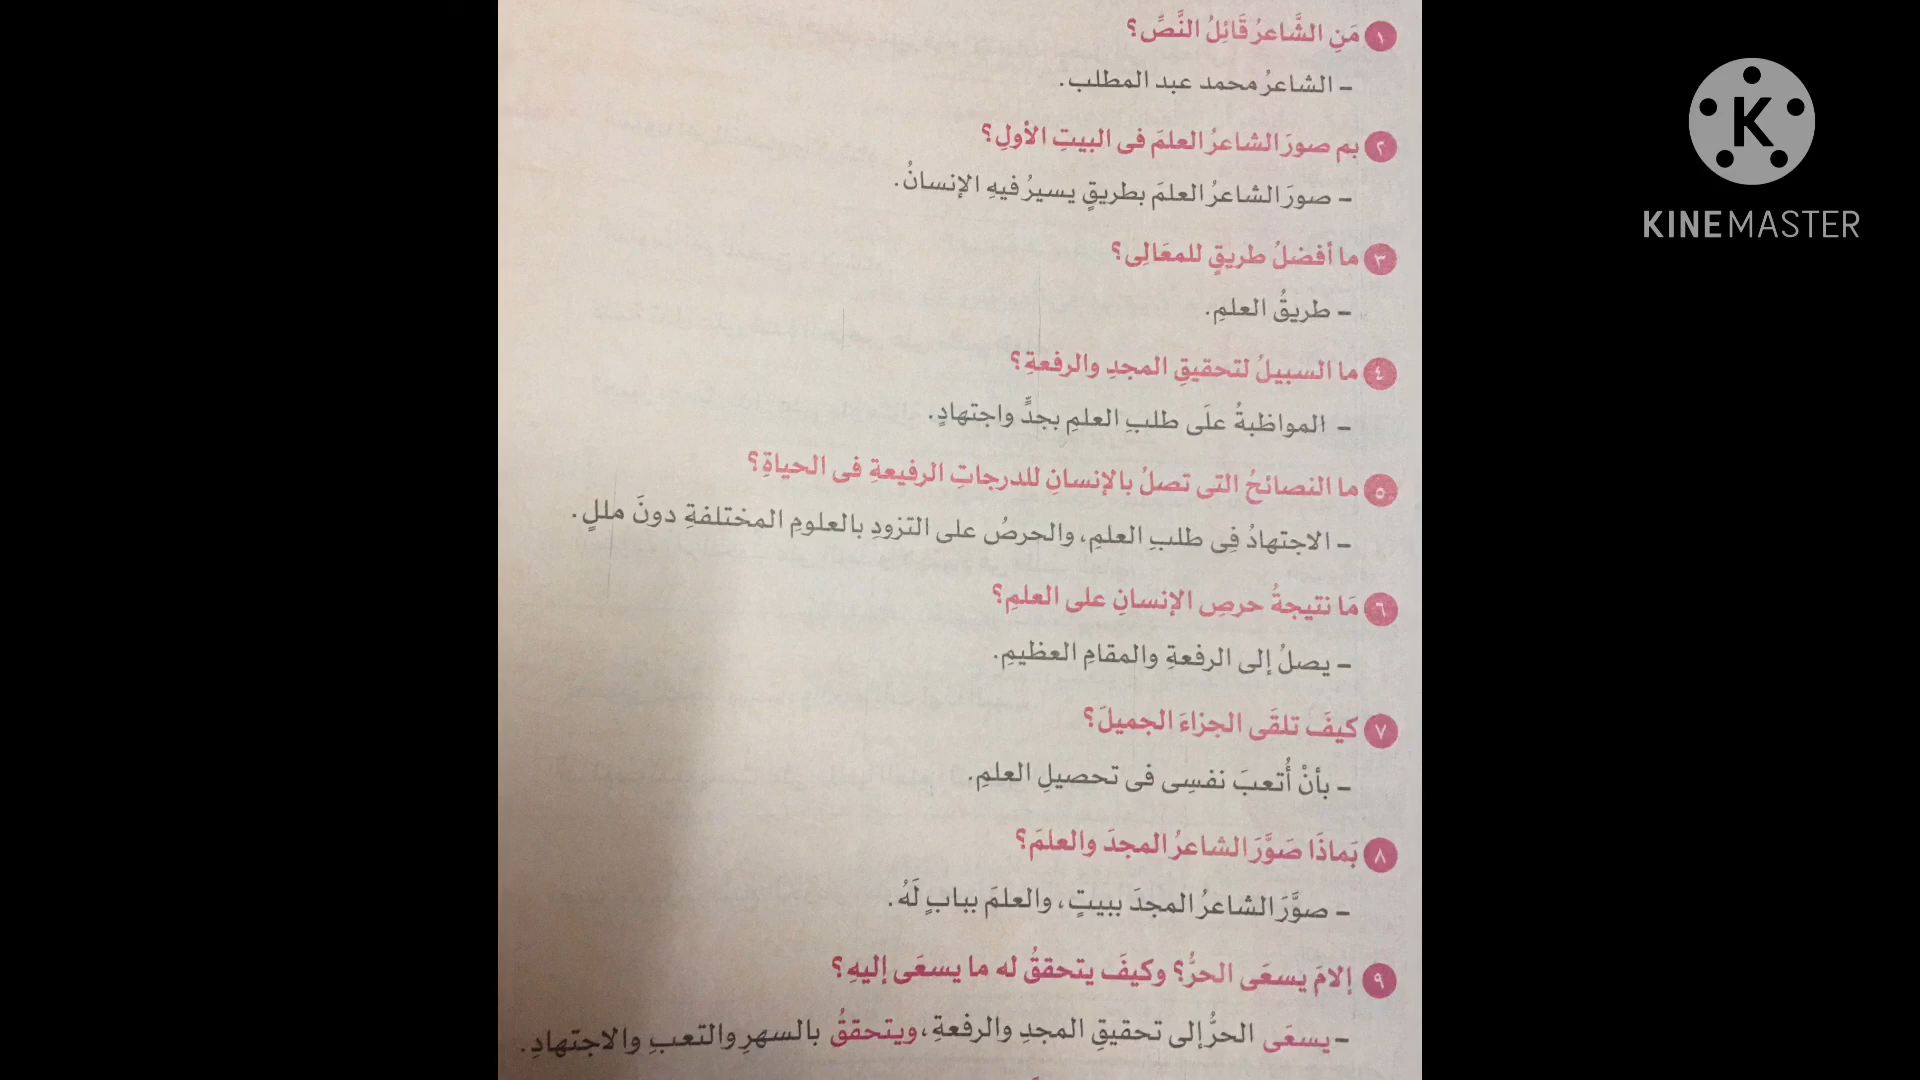 ١ مَنِ الشَّاعرُ قَائِلُ النَّصِّ؟
– الشاعرُ محمد عبد المطلب.
٢ بم صورَ الشاعرُ العلمَ فى البيتِ الأولِ؟
– صورَ الشاعرُ العلمَ بطريقٍ يسيرُ فيهِ الإنسانُ.
٣ ما أفضلُ طريقٍ للمعَالِى؟
– طريقُ العلمِ.
٤ ما السبيلُ لتحقيقِ المجدِ والرفعةِ؟
– المواظبةُ علَى طلبِ العلمِ بجدٍّ واجتهادٍ.
٥ ما النصائحُ التى تصلُ بالإنسانِ للدرجاتِ الرفيعةِ فى الحياةِ؟
– الاجتهادُ فِى طلبِ العلمِ، والحرصُ على التزودِ بالعلومِ المختلفةِ دونَ مللٍ.
٦ مَا نتيجةُ حرصِ الإنسانِ على العلمِ؟
– يصلُ إلى الرفعةِ والمقامِ العظيمِ.
٧ كيفَ تلقَى الجزاءَ الجميلَ؟
– بأنْ أُتعبَ نفسِى فى تحصيلِ العلمِ.
٨ بَماذَا صَوَّرَ الشاعرُ المجدَ والعلمَ؟
– صوَّرَ الشاعرُ المجدَ ببيتٍ، والعلمَ ببابٍ لَهُ.
٩ إلامَ يسعَى الحرُّ؟ وكيفَ يتحققُ له ما يسعَى إليهِ؟
– يسعَى الحرُّ إلى تحقيقِ المجدِ والرفعةِ، ويتحققُ بالسهرِ والتعبِ والاجتهادِ.
K
KINEMASTER